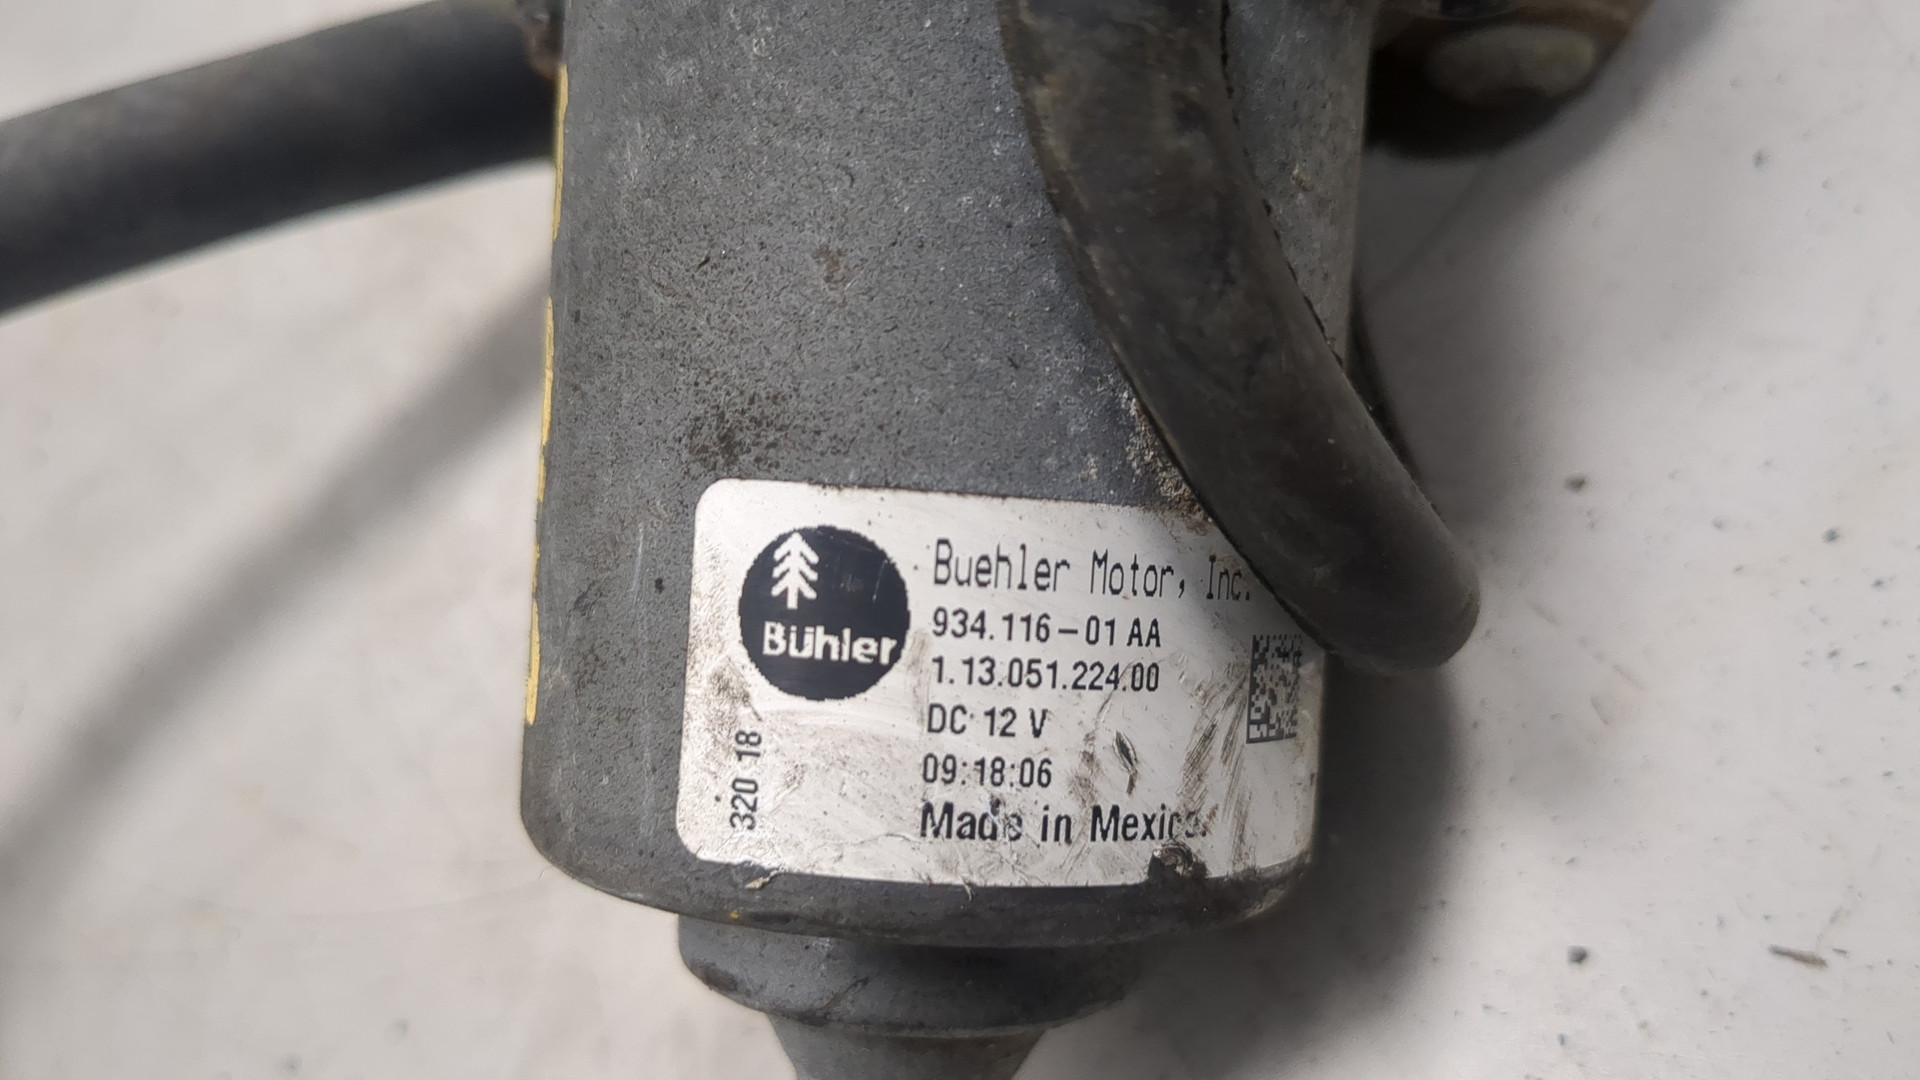 Bühler
Buehler Motor, Inc.
934.116-01 AA
1.13.051.224.00
DC 12 V
09:18:06
Made in Mexico
320 18